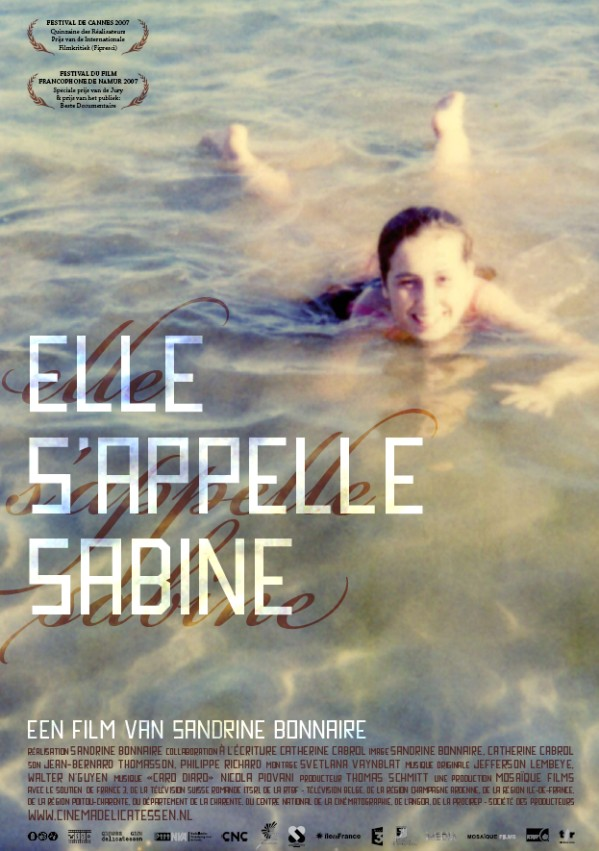 FESTIVAL DE CANNES 2007
Quinzaine des Réalisateurs
Prijs van de Internationale
Filmkritiek (Fipresci)
FESTIVAL DU FILM
FRANCOPHONE DE NAMUR 2007
Speciale prijs van de Jury
& prijs van het publiek:
Beste Documentaire
elle
ELLE
s'appelle
S'APPELLE
sabine
SABINE
EEN FILM VAN SANDRINE BONNAIRE
RÉALISATION SANDRINE BONNAIRE COLLABORATION À L'ÉCRITURE CATHERINE CABROL IMAGE SANDRINE BONNAIRE, CATHERINE CABROL
SON JEAN-BERNARD THOMASSON, PHILIPPE RICHARD MONTAGE SVETLANA VAYNBLAT MUSIQUE ORIGINALE JEFFERSON LEMBEYE,
WALTER N'GUYEN MUSIQUE «CARO DIARO» NICOLA PIOVANI PRODUCTEUR THOMAS SCHMITT UNE PRODUCTION MOSAÏQUE FILMS
AVEC LE SOUTIEN DE FRANCE 3, DE LA TÉLÉVISION SUISSE ROMANDE (TSR), DE LA RTBF - TÉLÉVISION BELGE, DE LA RÉGION CHAMPAGNE ARDENNE, DE LA RÉGION ILE-DE-FRANCE,
DE LA RÉGION POITOU-CHARENTE, DU DÉPARTEMENT DE LA CHARENTE, DU CENTRE NATIONAL DE LA CINÉMATOGRAPHIE, DE L'ANGOA, DE LA PROCIREP - SOCIÉTÉ DES PRODUCTEURS
WWW.CINEMADELICATESSEN.NL
cinema delicatessen CNC îledeFrance MEDIA MOSAÏQUE FILMS